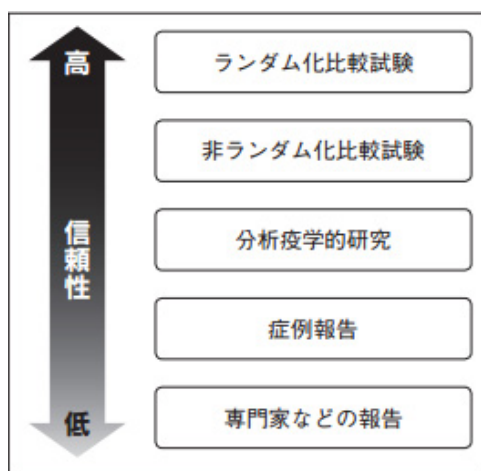 高
信頼性
低
ランダム化比較試験
非ランダム化比較試験
分析疫学的研究
症例報告
専門家などの報告